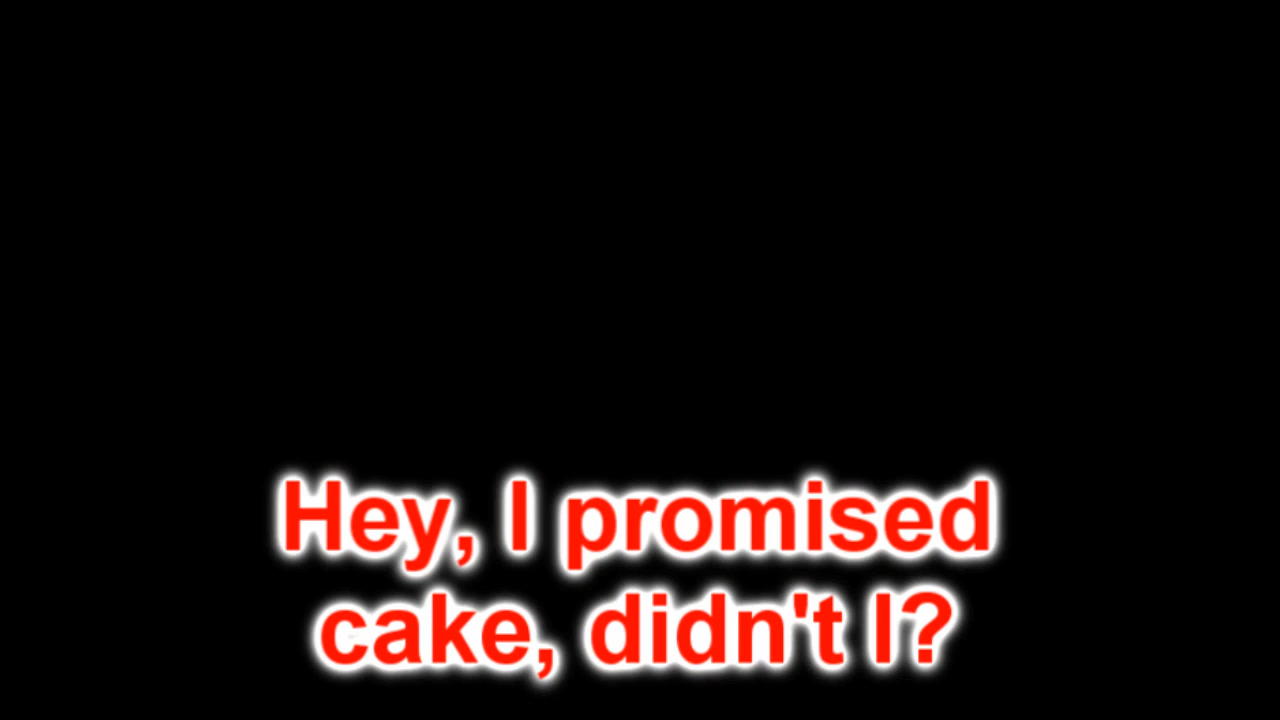 Hey, I promised
cake, didn't I?